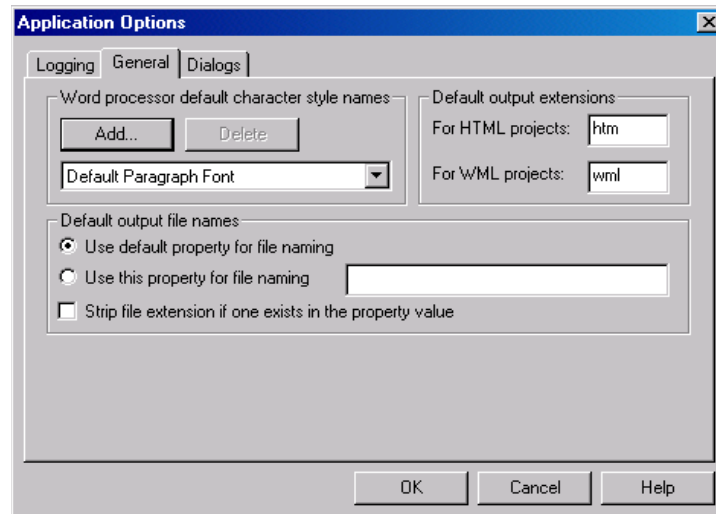 Application Options
Logging General Dialogs
Word processor default character style names
Add... Delete
Default Paragraph Font
Default output extensions
For HTML projects: htm
For WML projects: wml
Default output file names
Use default property for file naming
Use this property for file naming
Strip file extension if one exists in the property value
OK Cancel Help